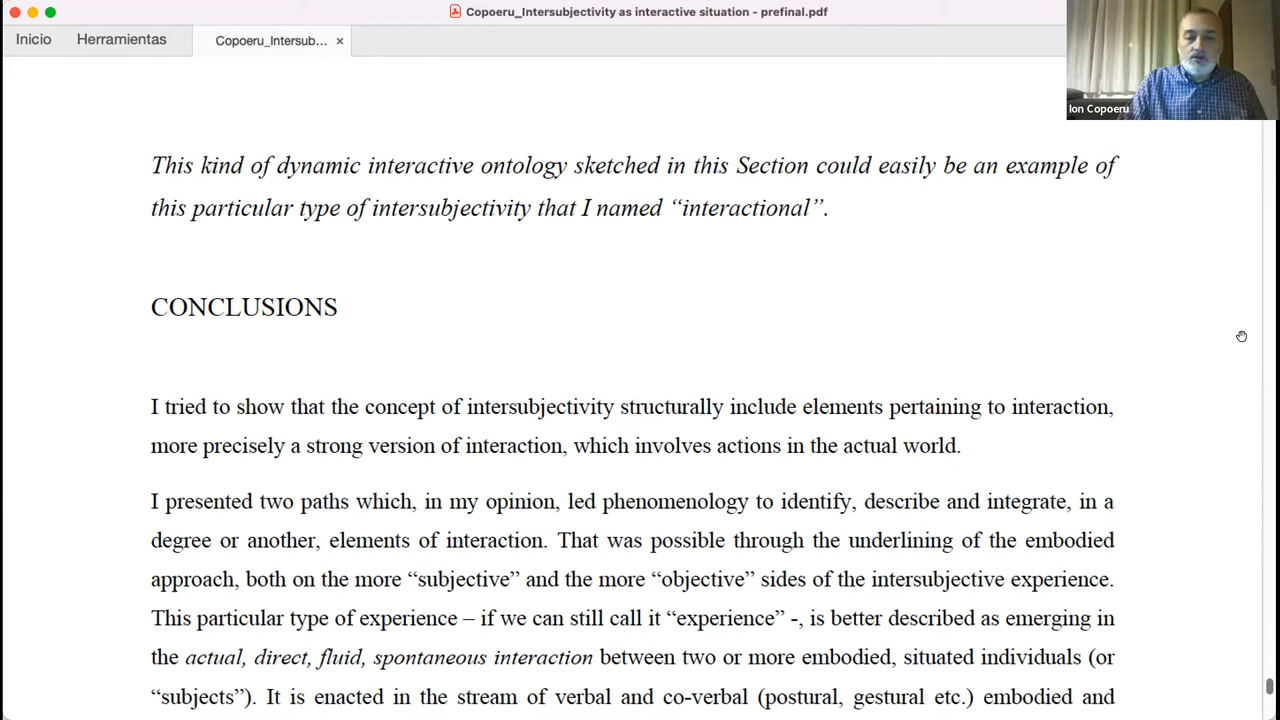 Copoeru_Intersubjectivity as interactive situation - prefinal.pdf
Inicio
Herramientas
Copoeru_Intersub...
×
Ion Copoeru
This kind of dynamic interactive ontology sketched in this Section could easily be an example of
this particular type of intersubjectivity that I named “interactional”.
CONCLUSIONS
I tried to show that the concept of intersubjectivity structurally include elements pertaining to interaction,
more precisely a strong version of interaction, which involves actions in the actual world.
I presented two paths which, in my opinion, led phenomenology to identify, describe and integrate, in a
degree or another, elements of interaction. That was possible through the underlining of the embodied
approach, both on the more “subjective” and the more “objective” sides of the intersubjective experience.
This particular type of experience – if we can still call it “experience” -, is better described as emerging in
the actual, direct, fluid, spontaneous interaction between two or more embodied, situated individuals (or
“subjects”). It is enacted in the stream of verbal and co-verbal (postural, gestural etc.) embodied and